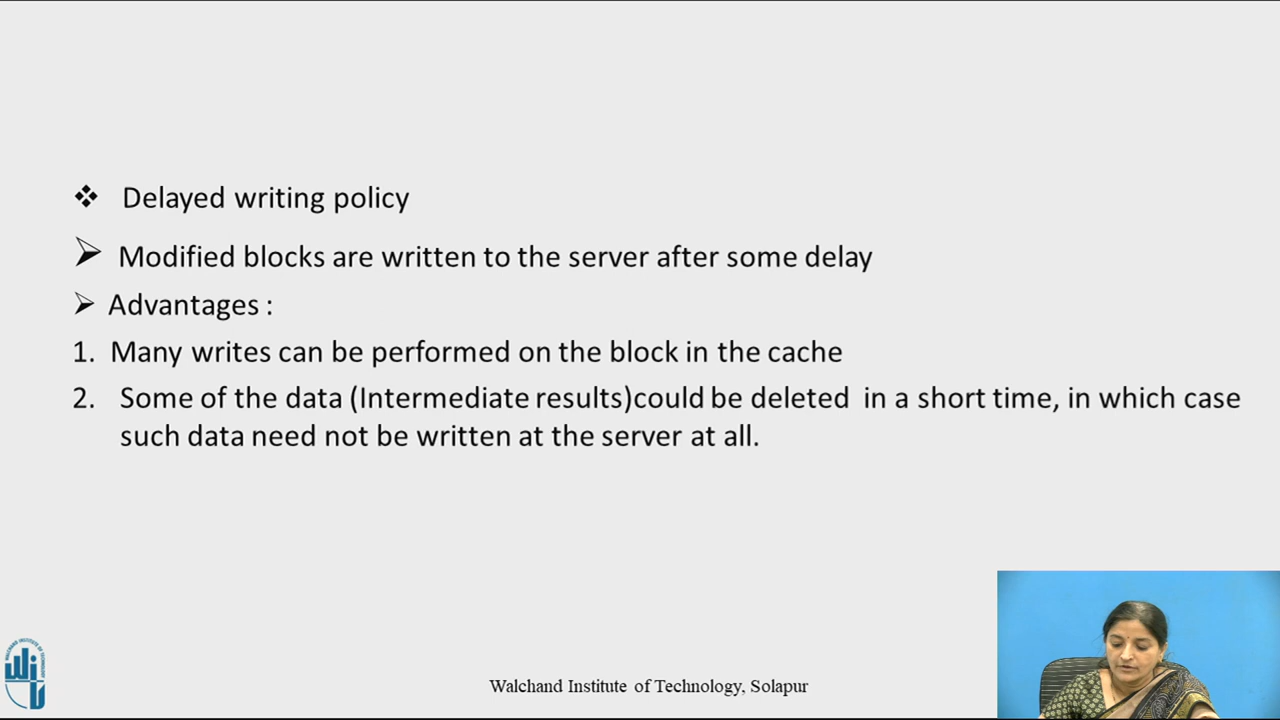 ❖ Delayed writing policy
➢ Modified blocks are written to the server after some delay
➢ Advantages :
1. Many writes can be performed on the block in the cache
2. Some of the data (Intermediate results)could be deleted in a short time, in which case
such data need not be written at the server at all.
Walchand Institute of Technology, Solapur